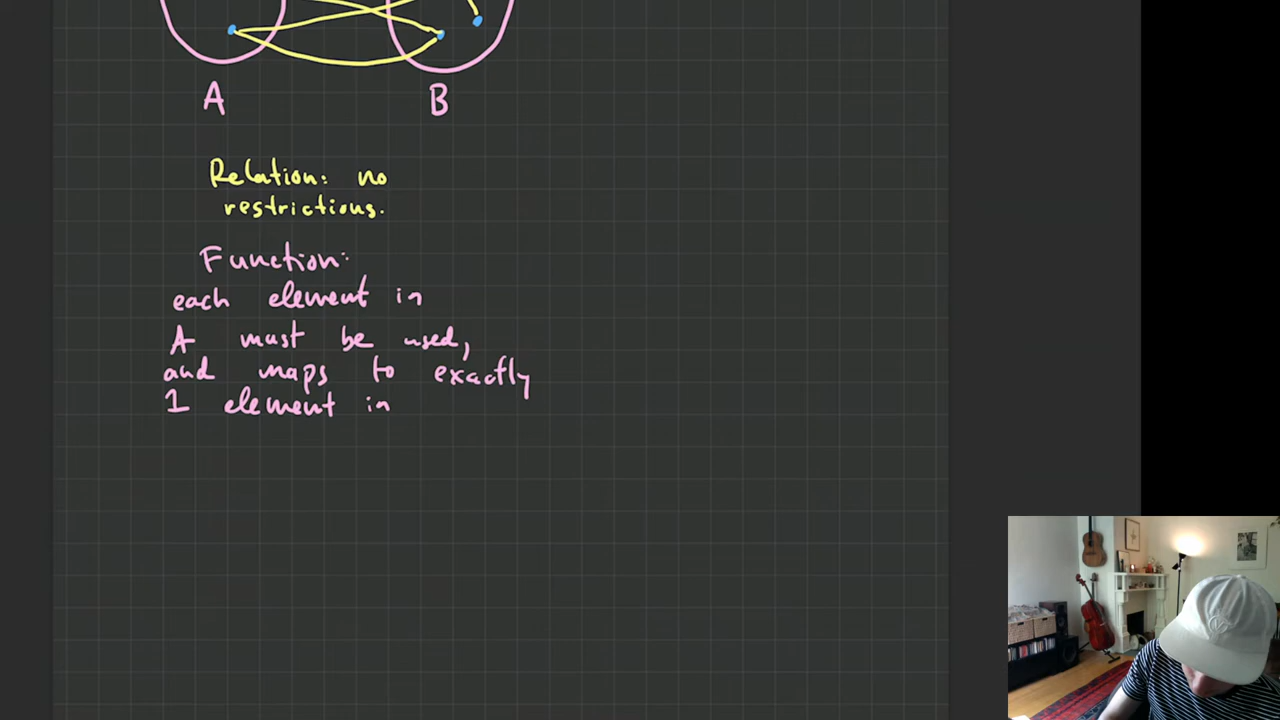 A B
Relation: no
restrictions.
Function:
each element in
A must be used,
and maps to exactly
1 element in